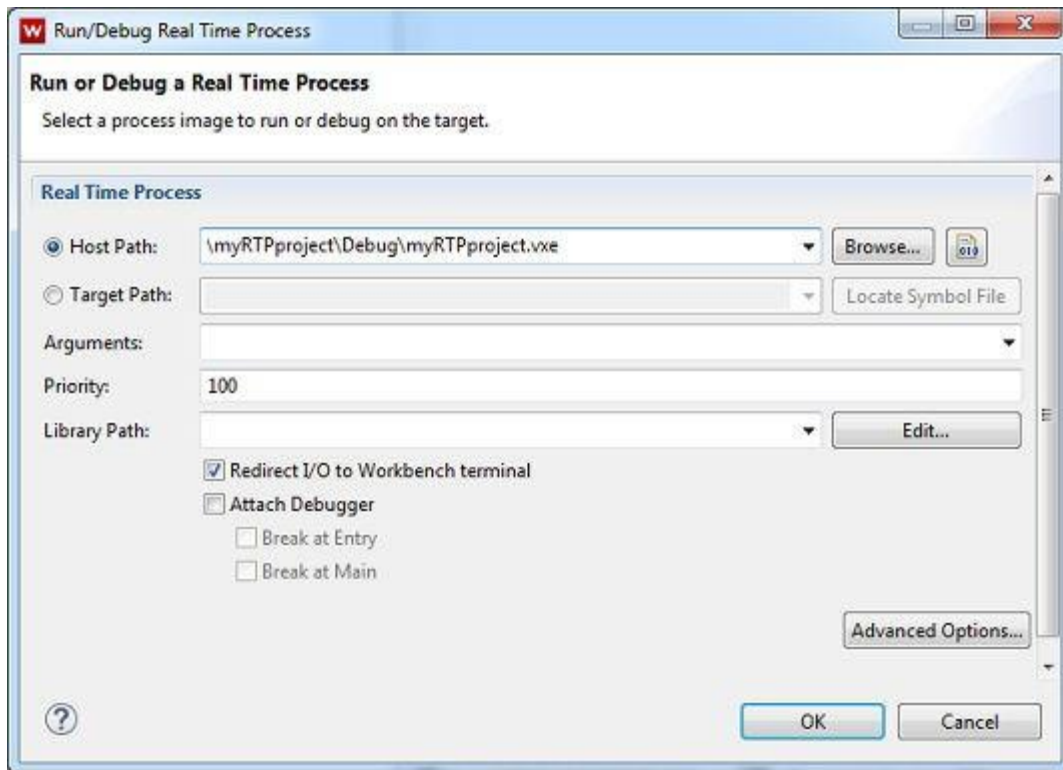 W Run/Debug Real Time Process
Run or Debug a Real Time Process
Select a process image to run or debug on the target.
Real Time Process
Host Path: \myRTPproject\Debug\myRTPproject.vxe Browse... 010
Target Path: Locate Symbol File
Arguments:
Priority: 100
Library Path: Edit...
Redirect I/O to Workbench terminal
Attach Debugger
Break at Entry
Break at Main
Advanced Options...
? OK Cancel